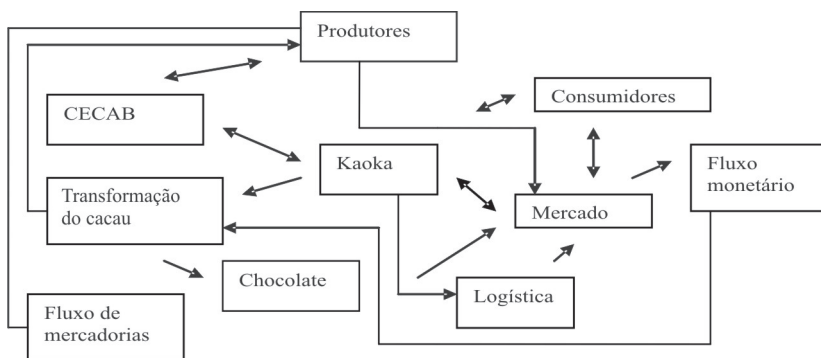 Produtores
Consumidores
CECAB
Kaoka
Fluxo
monetário
Transformação
do cacau
Mercado
Chocolate
Logística
Fluxo de
mercadorias